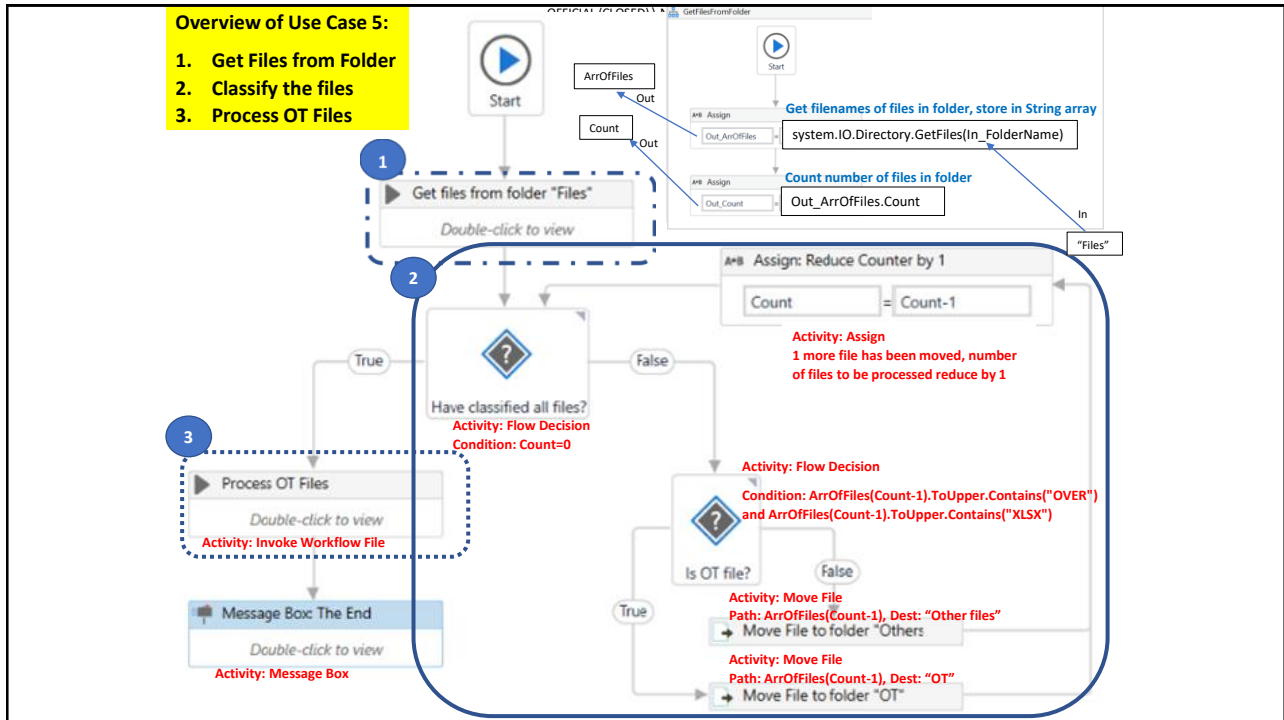 Overview of Use Case 5:
1. Get Files from Folder
2. Classify the files
3. Process OT Files
GetFilesFromFolder
Start
Start
ArrOfFiles
Out
Count
Out
Get filenames of files in folder, store in String array
A+B Assign
Out_ArrOfFiles =
system.IO.Directory.GetFiles(In_FolderName)
Count number of files in folder
A+B Assign
Out_Count =
Out_ArrOfFiles.Count
In
"Files"
1
Get files from folder "Files"
Double-click to view
2
A+B Assign: Reduce Counter by 1
Count = Count-1
Activity: Assign
1 more file has been moved, number
of files to be processed reduce by 1
True
False
Have classified all files?
Activity: Flow Decision
Condition: Count=0
3
Process OT Files
Double-click to view
Activity: Invoke Workflow File
Activity: Flow Decision
Condition: ArrOfFiles(Count-1).ToUpper.Contains("OVER")
and ArrOfFiles(Count-1).ToUpper.Contains("XLSX")
Is OT file?
False
True
Message Box: The End
Double-click to view
Activity: Message Box
Activity: Move File
Path: ArrOfFiles(Count-1), Dest: “Other files”
Move File to folder "Others
Activity: Move File
Path: ArrOfFiles(Count-1), Dest: “OT”
Move File to folder "OT"